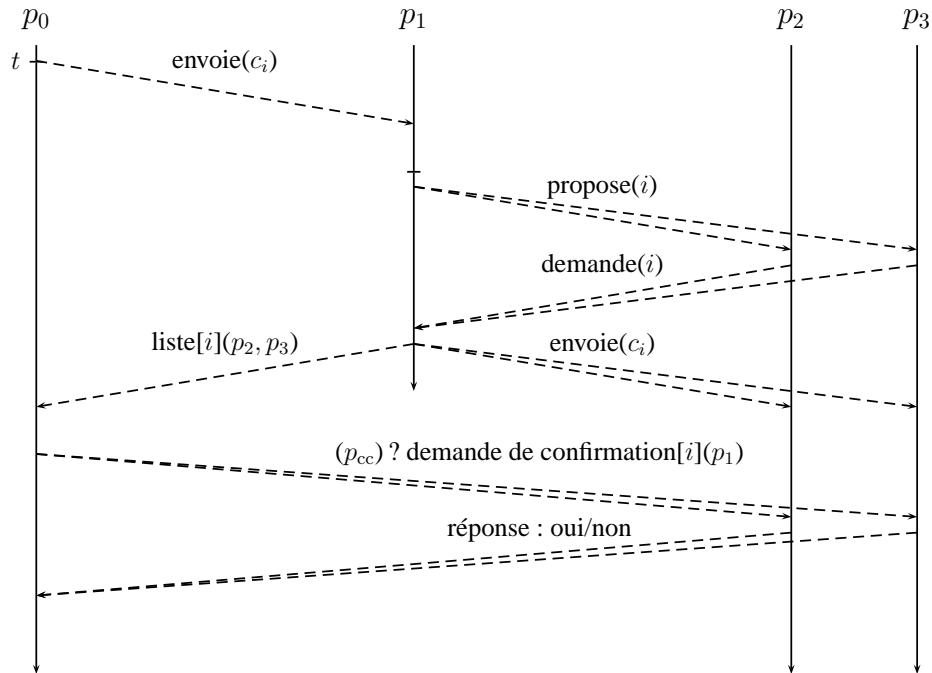 p₀ p₁ p₂ p₃
t
envoie(cᵢ)
propose(i)
demande(i)
liste[i](p₂, p₃)
envoie(cᵢ)
(p_cc) ? demande de confirmation[i](p₁)
réponse : oui/non